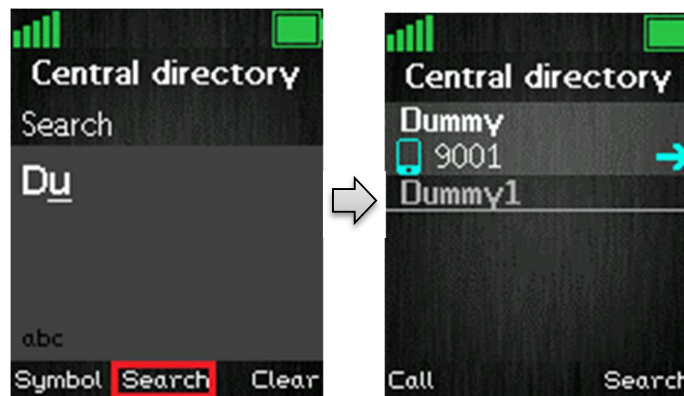 Central directory
Search
Du
abc
Symbol Search Clear
Central directory
Dummy
9001
Dummy1
Call Search